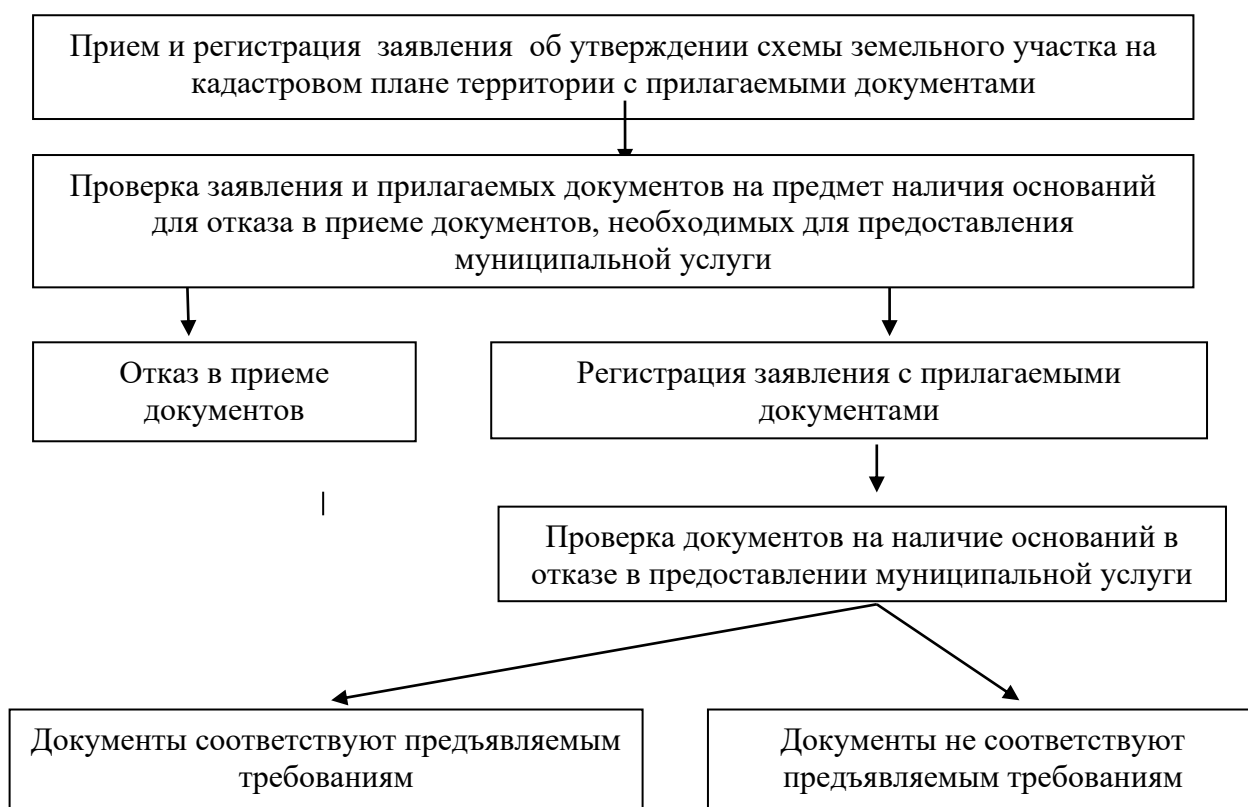 Прием и регистрация  заявления  об утверждении схемы земельного участка на
кадастровом плане территории с прилагаемыми документами
Проверка заявления и прилагаемых документов на предмет наличия оснований
для отказа в приеме документов, необходимых для предоставления
муниципальной услуги
Отказ в приеме
документов
Регистрация заявления с прилагаемыми
документами
Проверка документов на наличие оснований в
отказе в предоставлении муниципальной услуги
Документы соответствуют предъявляемым
требованиям
Документы не соответствуют
предъявляемым требованиям